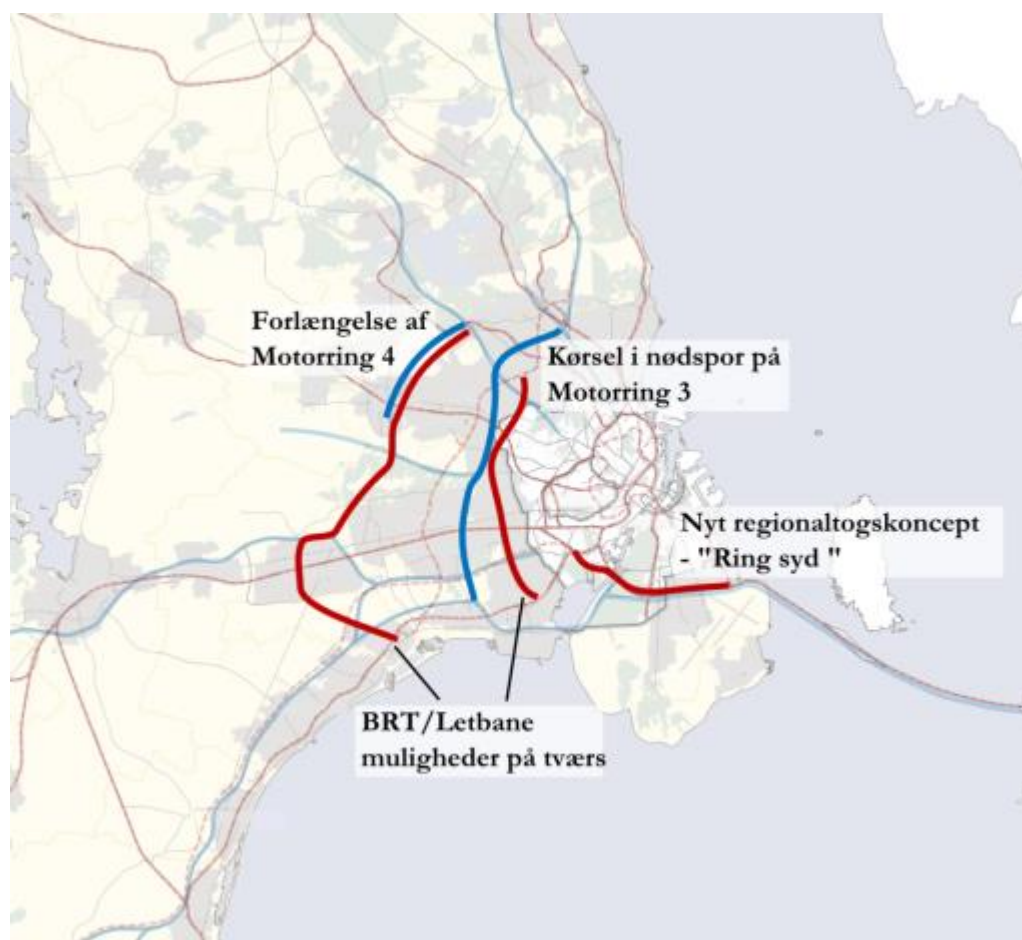 Forlængelse af
Motorring 4
Kørsel i nødspor på
Motorring 3
Nyt regionaltogskoncept
- "Ring syd "
BRT/Letbane
muligheder på tværs